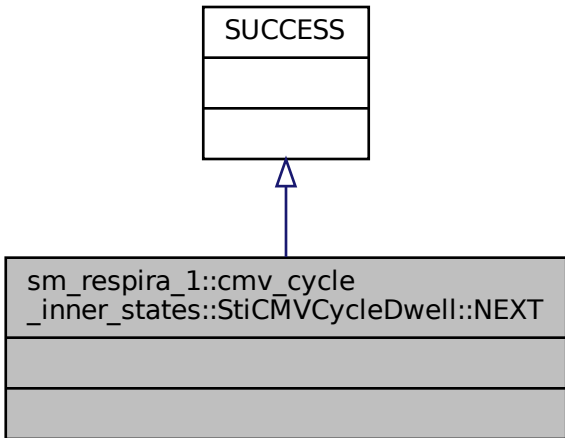 SUCCESS
sm_respira_1::cmv_cycle
_inner_states::StiCMVCycleDwell::NEXT